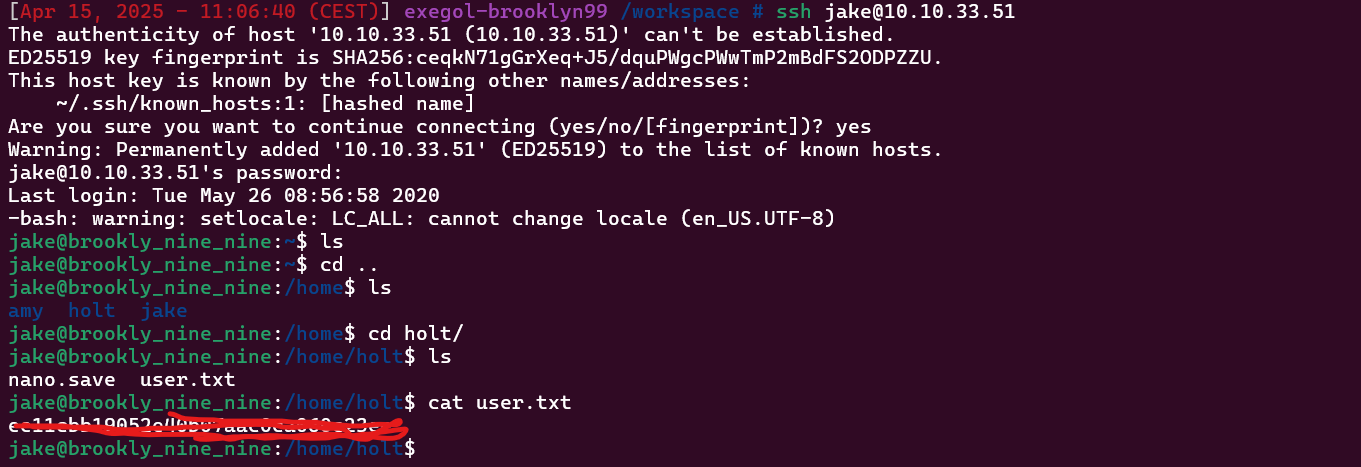 [Apr 15, 2025 - 11:06:40 (CEST)] exegol-brooklyn99 /workspace # ssh jake@10.10.33.51
The authenticity of host '10.10.33.51 (10.10.33.51)' can't be established.
ED25519 key fingerprint is SHA256:ceqkN71gGrXeq+J5/dquPWgcPWwTmP2mBdFS2ODPZZU.
This host key is known by the following other names/addresses:
    ~/.ssh/known_hosts:1: [hashed name]
Are you sure you want to continue connecting (yes/no/[fingerprint])? yes
Warning: Permanently added '10.10.33.51' (ED25519) to the list of known hosts.
jake@10.10.33.51's password:
Last login: Tue May 26 08:56:58 2020
-bash: warning: setlocale: LC_ALL: cannot change locale (en_US.UTF-8)
jake@brookly_nine_nine:~$ ls
jake@brookly_nine_nine:~$ cd ..
jake@brookly_nine_nine:/home$ ls
amy  holt  jake
jake@brookly_nine_nine:/home$ cd holt/
jake@brookly_nine_nine:/home/holt$ ls
nano.save  user.txt
jake@brookly_nine_nine:/home/holt$ cat user.txt
jake@brookly_nine_nine:/home/holt$